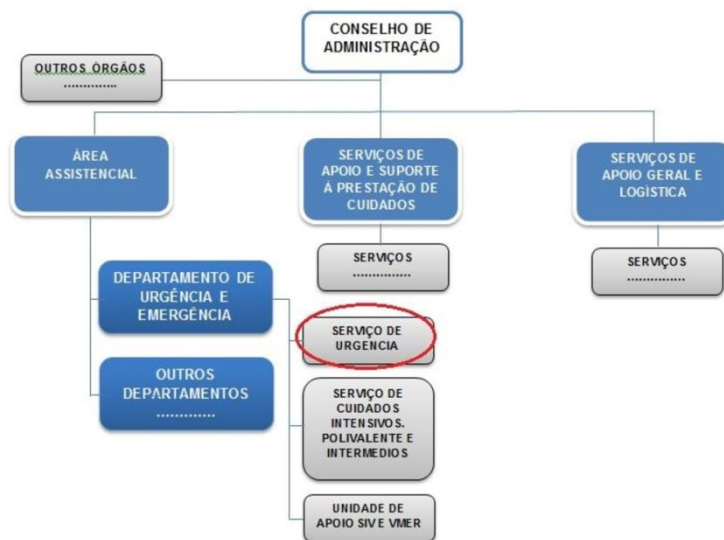 CONSELHO DE
ADMINISTRAÇÃO
OUTROS ÓRGÃOS
..............
ÁREA
ASSISTENCIAL
SERVIÇOS DE
APOIO E SUPORTE
Á PRESTAÇÃO DE
CUIDADOS
SERVIÇOS DE
APOIO GERAL E
LOGÌSTICA
SERVIÇOS
...............
SERVIÇOS
...............
DEPARTAMENTO DE
URGÊNCIA E
EMERGÊNCIA
SERVIÇO DE
URGENCIA
OUTROS
DEPARTAMENTOS
.............
SERVIÇO DE
CUIDADOS
INTENSIVOS.
POLIVALENTE E
INTERMEDIOS
UNIDADE DE
APOIO SIV E VMER